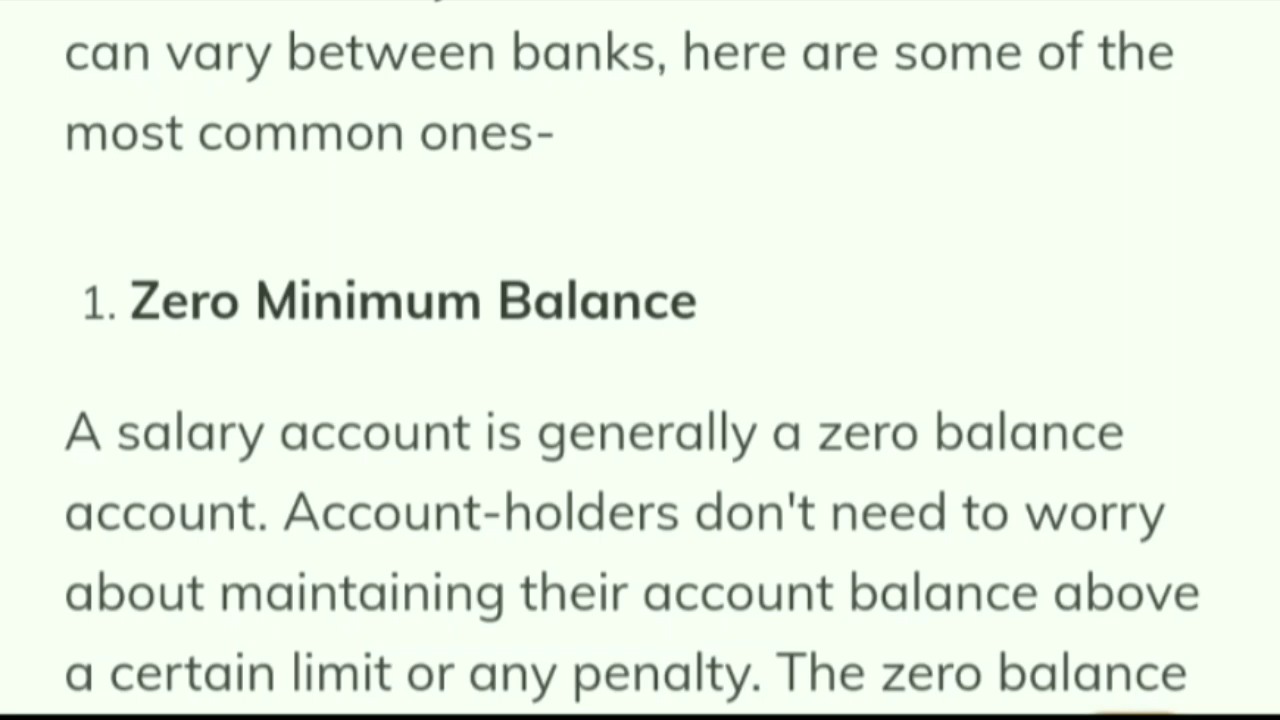 can vary between banks, here are some of the
most common ones-
1. Zero Minimum Balance
A salary account is generally a zero balance
account. Account-holders don't need to worry
about maintaining their account balance above
a certain limit or any penalty. The zero balance